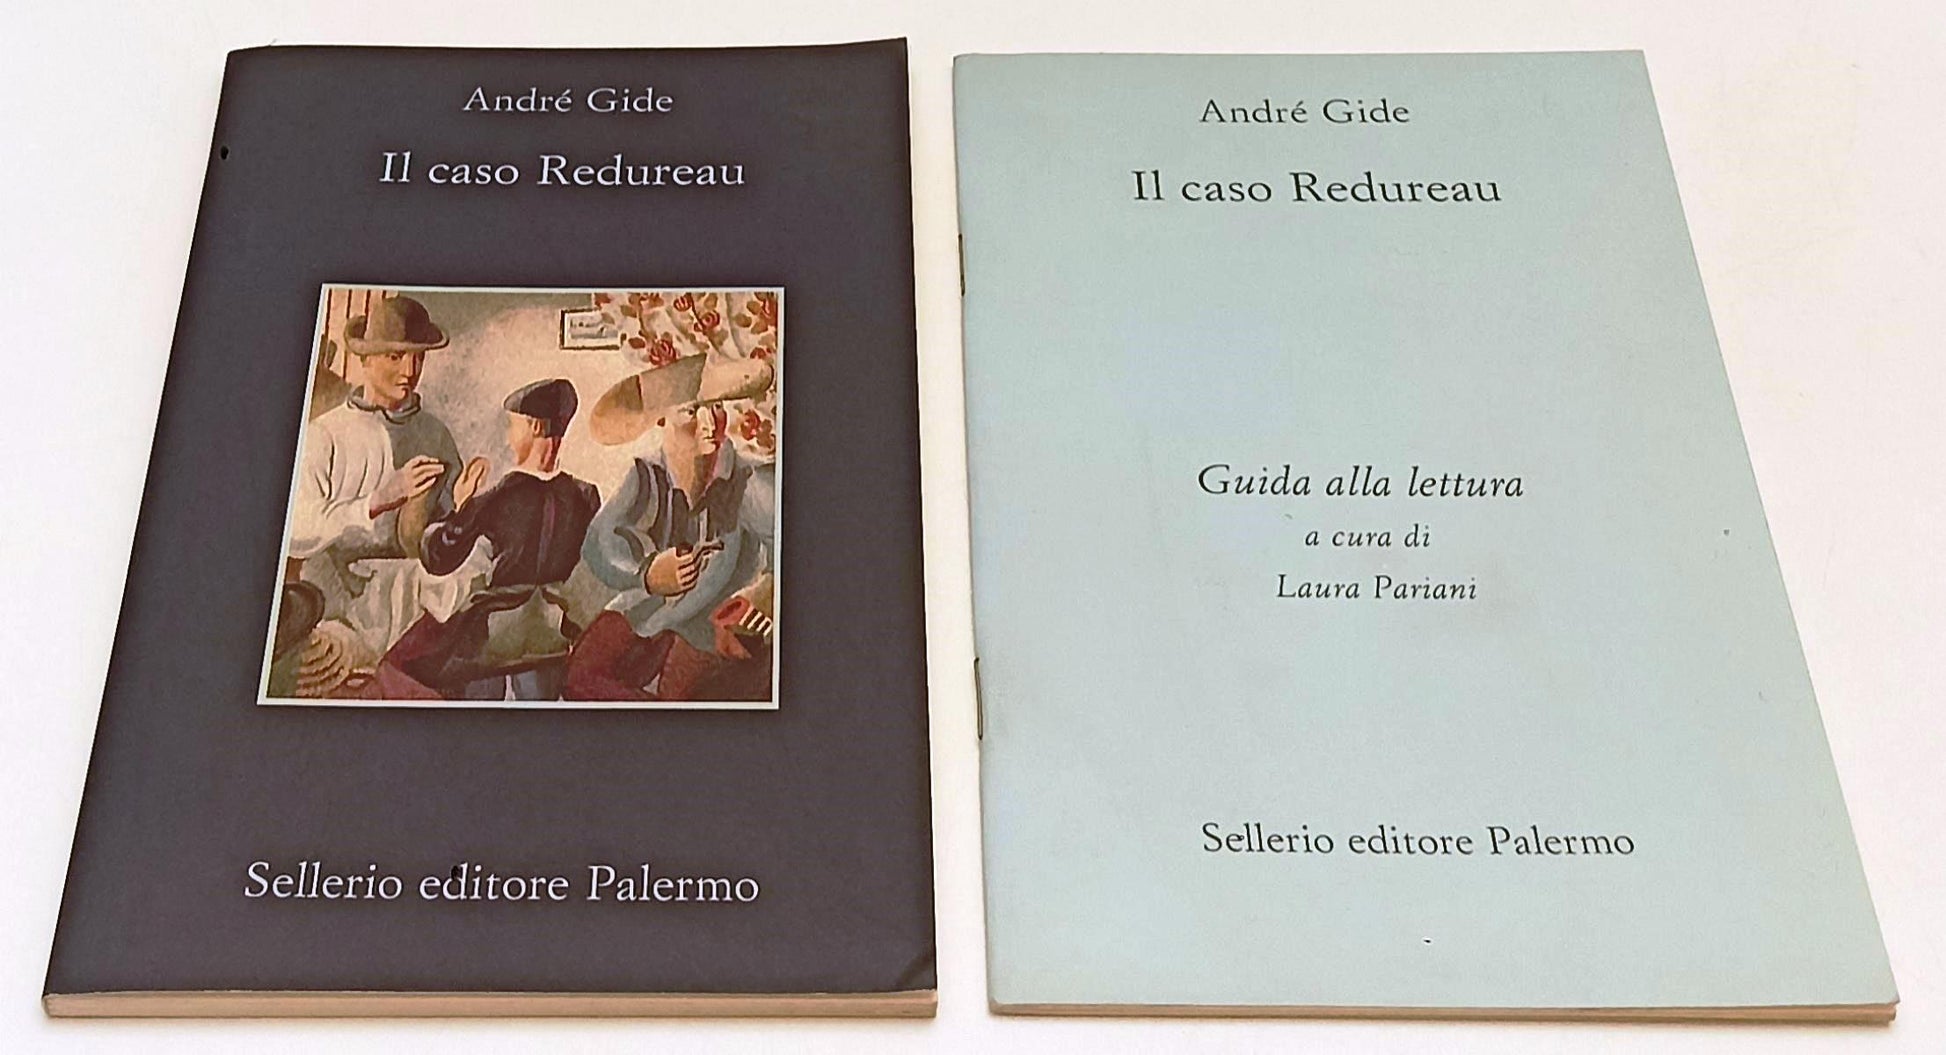 André Gide
Il caso Redureau
Sellerio editore Palermo
André Gide
Il caso Redureau
Guida alla lettura
a cura di
Laura Pariani
Sellerio editore Palermo